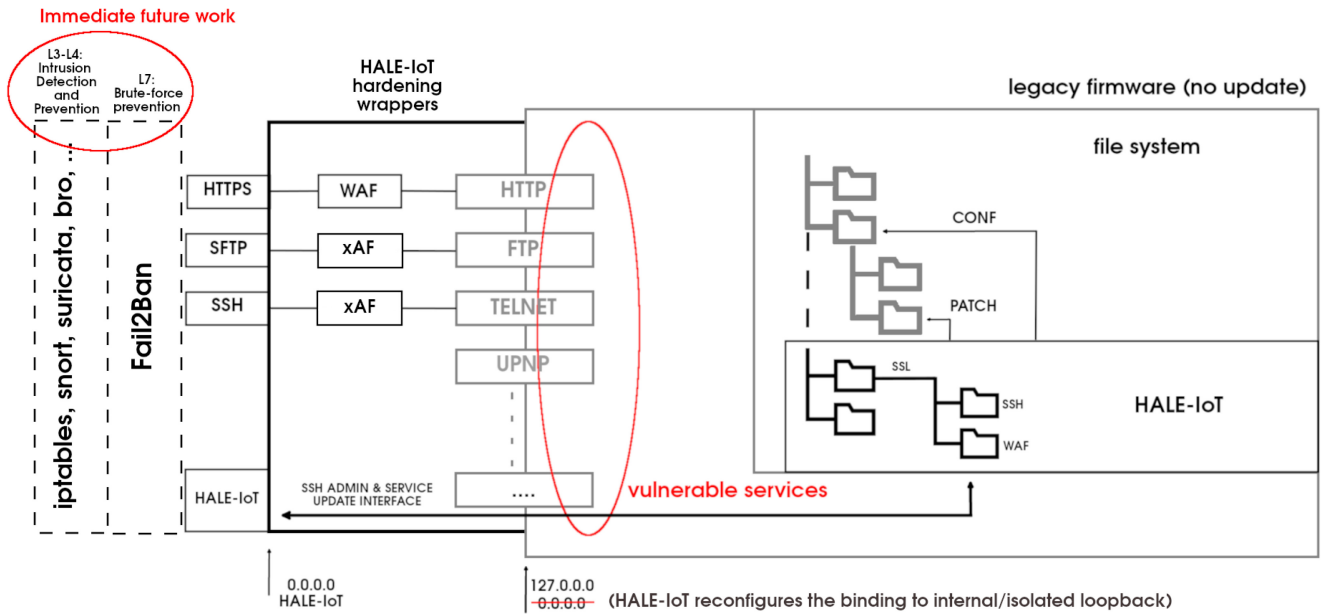 Immediate future work
L3-L4:
Intrusion
Detection
and
Prevention
L7:
Brute-force
prevention
iptables, snort, suricata, bro, ...
Fail2Ban
HALE-IoT
hardening
wrappers
legacy firmware (no update)
file system
HTTPS
WAF
HTTP
SFTP
xAF
FTP
SSH
xAF
TELNET
UPNP
....
HALE-IoT
SSH ADMIN & SERVICE
UPDATE INTERFACE
vulnerable services
CONF
PATCH
SSL
SSH
WAF
HALE-IoT
0.0.0.0
HALE-IoT
127.0.0.0
0.0.0.0
(HALE-IoT reconfigures the binding to internal/isolated loopback)